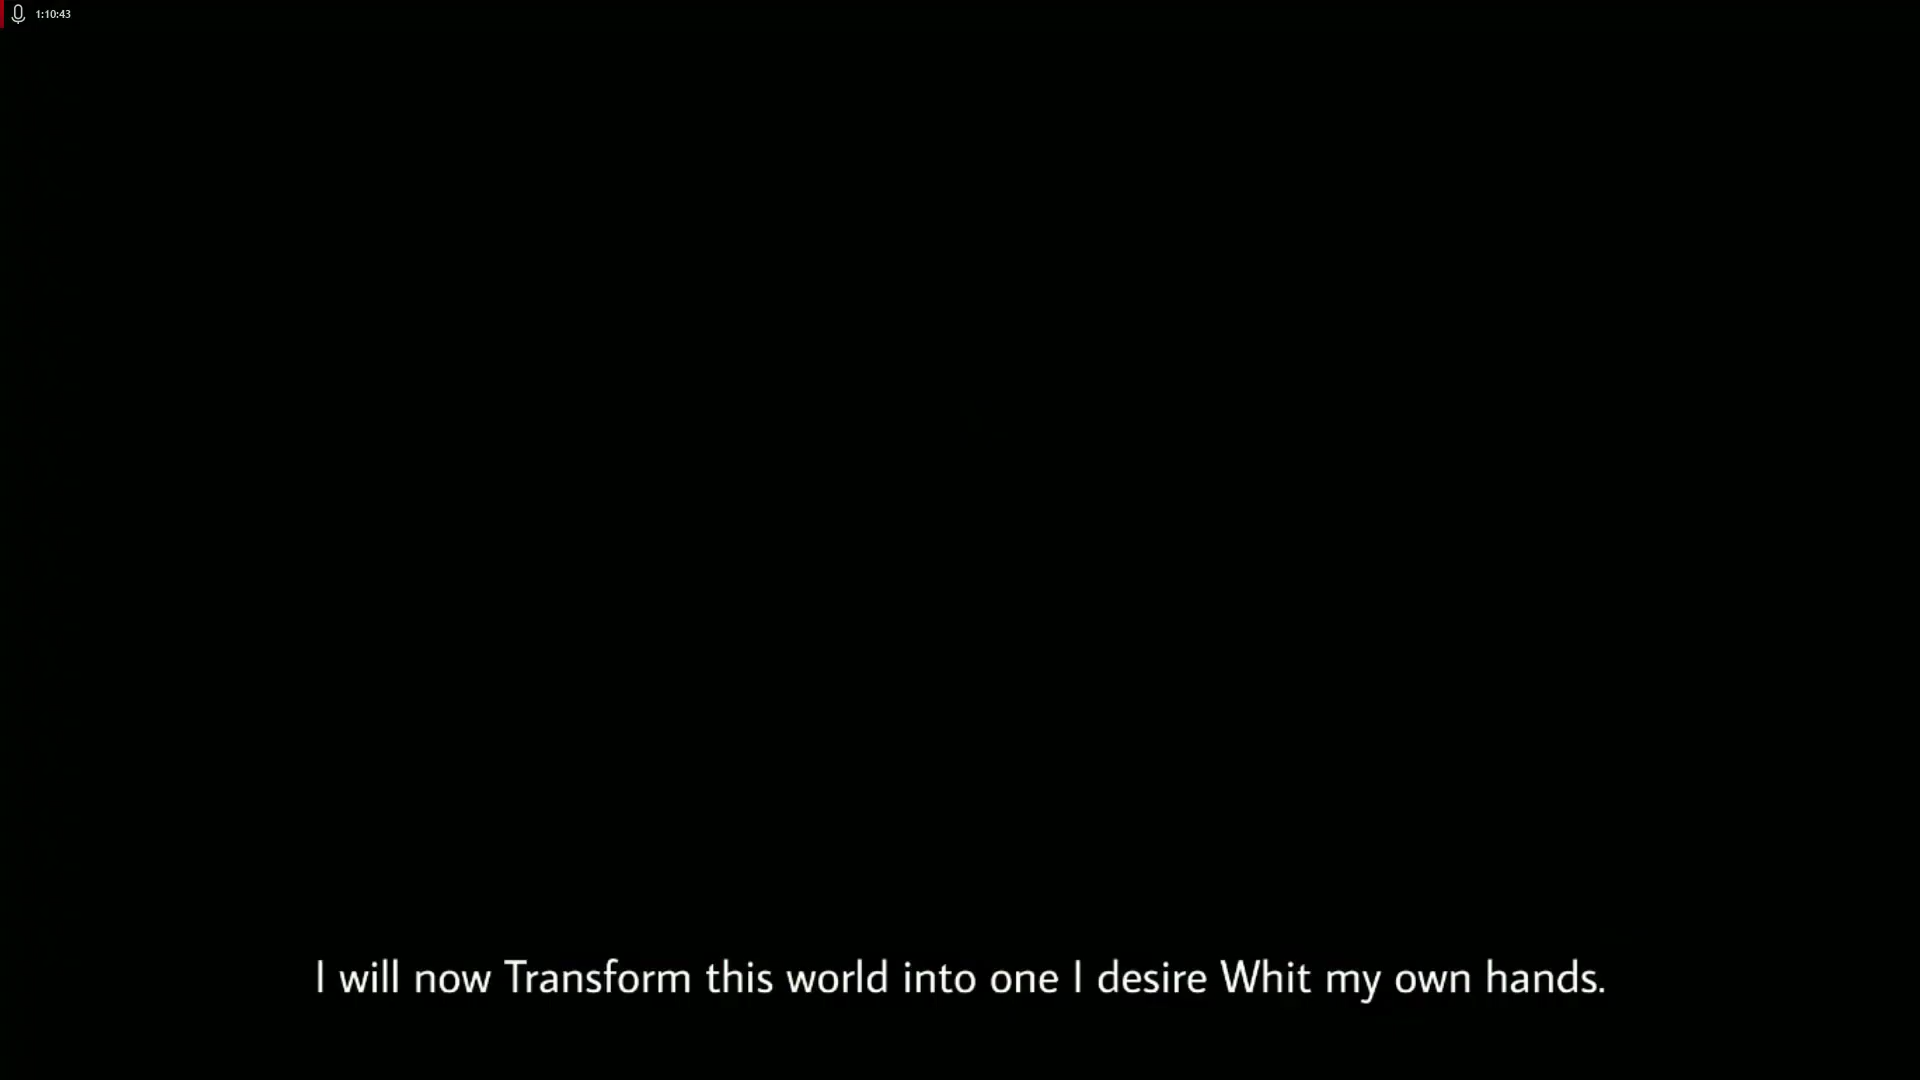 1:10:43
I will now Transform this world into one I desire Whit my own hands.